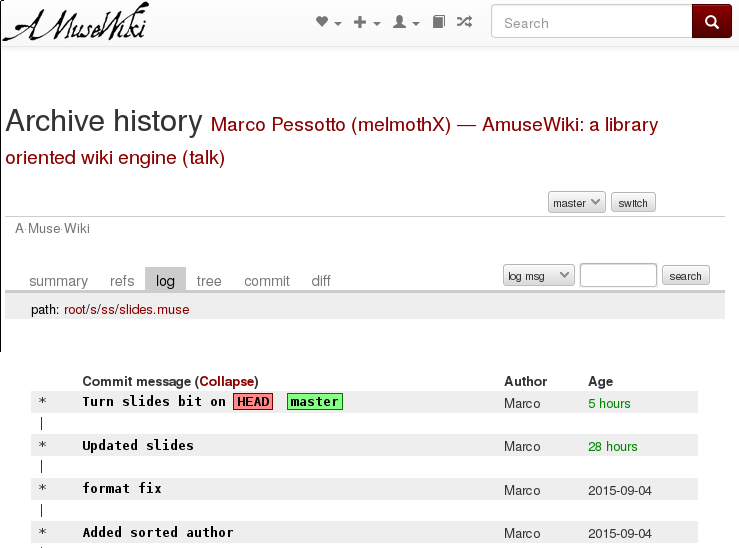 A MuseWiki
Search
Archive history Marco Pessotto (melmothX) — AmuseWiki: a library
oriented wiki engine (talk)
master switch
A·Muse·Wiki
summary refs log tree commit diff log msg search
path: root/s/ss/slides.muse
Commit message (Collapse) Author Age
* Turn slides bit on HEAD master Marco 5 hours
|
* Updated slides Marco 28 hours
|
* format fix Marco 2015-09-04
|
* Added sorted author Marco 2015-09-04